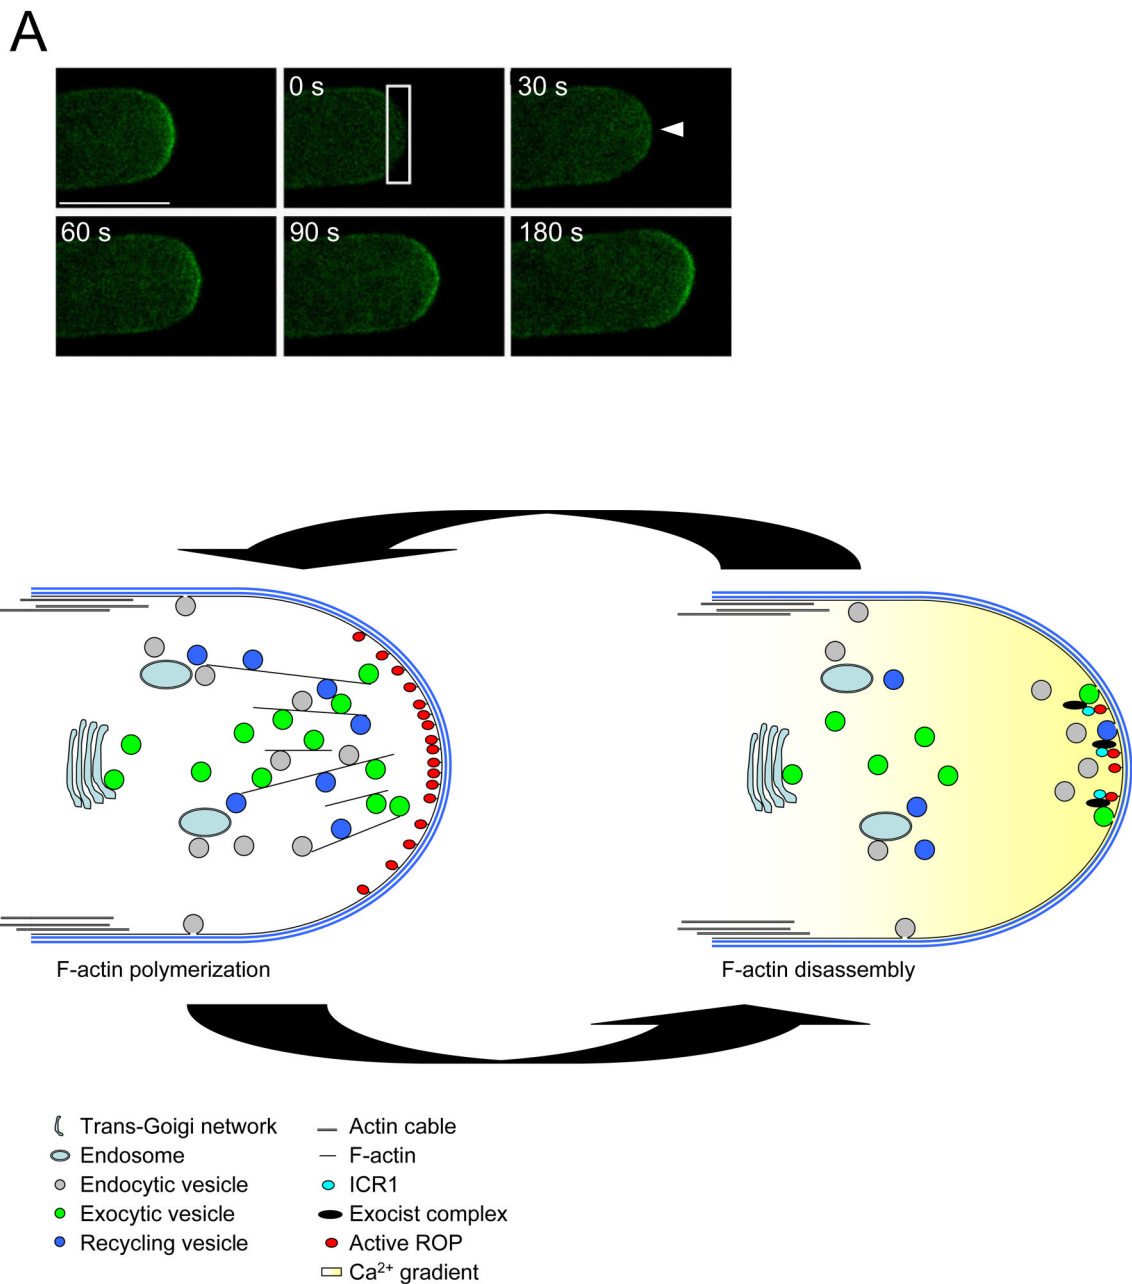 A
0 s
30 s
60 s
90 s
180 s
F-actin polymerization
F-actin disassembly
Trans-Goigi network
Endosome
Endocytic vesicle
Exocytic vesicle
Recycling vesicle
Actin cable
F-actin
ICR1
Exocist complex
Active ROP
Ca²⁺ gradient